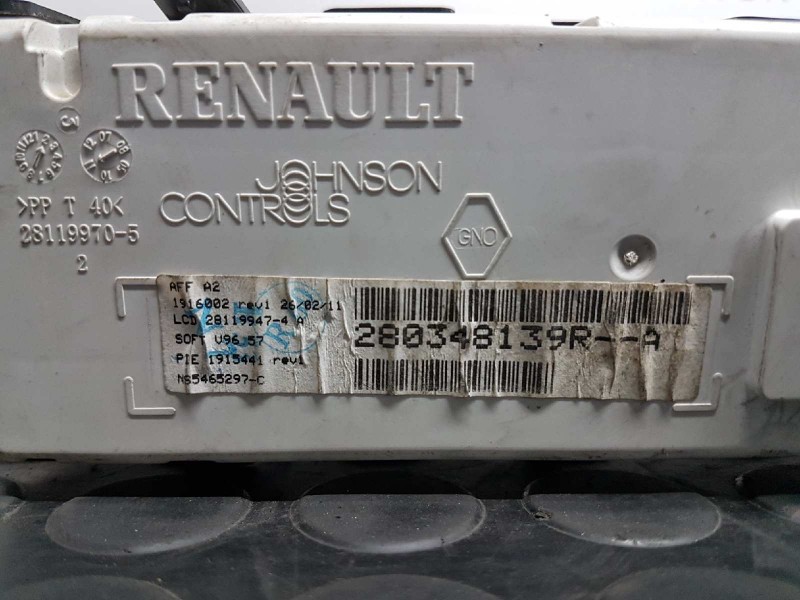 RENAULT
3
JOHNSON
CONTROLS
GNO
>PP T 40<
28119970-5
2
AFF A2
1916002 rev1 26/02/11
LCD 28119947-4 A
SOFT V96.57
PIE 1915441 rev1
NS5465297-C
280348139R--A